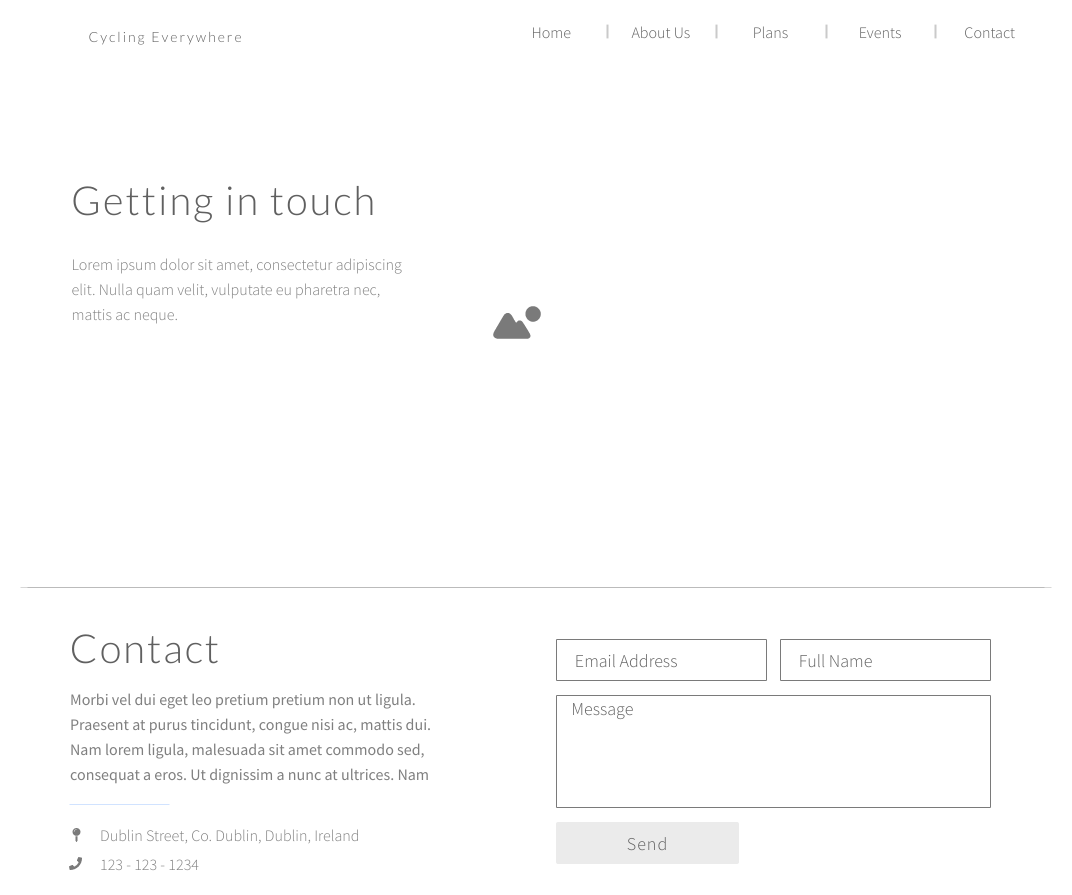 Cycling Everywhere
Home | About Us | Plans | Events | Contact
Getting in touch
Lorem ipsum dolor sit amet, consectetur adipiscing
elit. Nulla quam velit, vulputate eu pharetra nec,
mattis ac neque.
Contact
Morbi vel dui eget leo pretium pretium non ut ligula.
Praesent at purus tincidunt, congue nisi ac, mattis dui.
Nam lorem ligula, malesuada sit amet commodo sed,
consequat a eros. Ut dignissim a nunc at ultrices. Nam
Dublin Street, Co. Dublin, Dublin, Ireland
123 - 123 - 1234
Email Address
Full Name
Message
Send